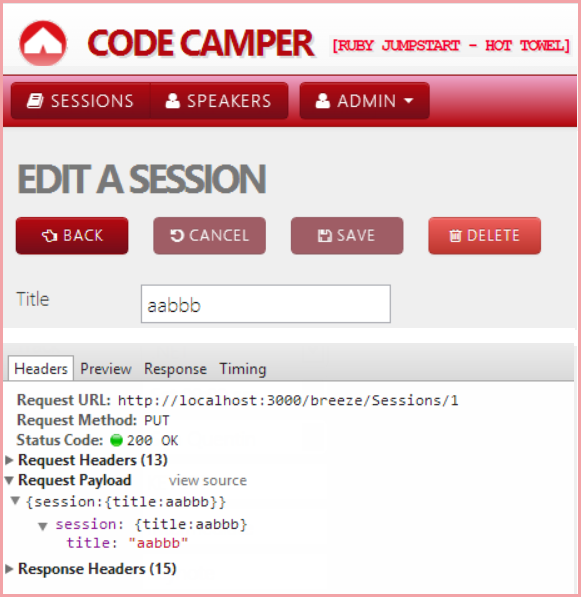 CODE CAMPER [RUBY JUMPSTART - HOT TOWEL]
SESSIONS SPEAKERS ADMIN
EDIT A SESSION
BACK CANCEL SAVE DELETE
Title aabbb
Headers Preview Response Timing
Request URL: http://localhost:3000/breeze/Sessions/1
Request Method: PUT
Status Code: 200 OK
Request Headers (13)
Request Payload view source
{session:{title:aabbb}}
session: {title:aabbb}
title: "aabbb"
Response Headers (15)